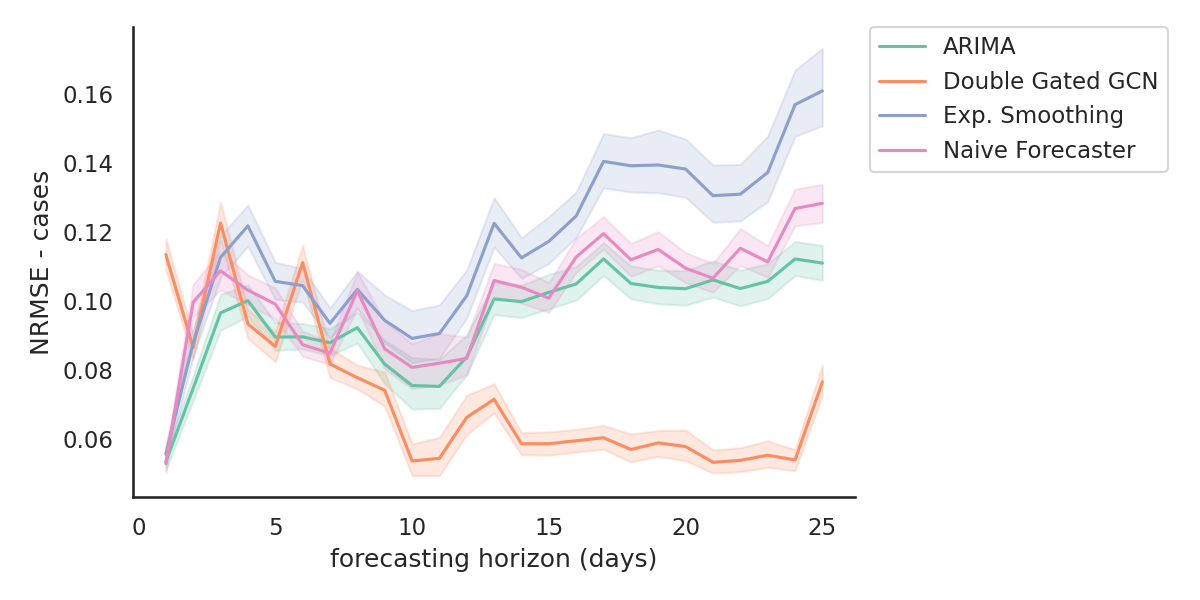 ARIMA
Double Gated GCN
Exp. Smoothing
Naive Forecaster
NRMSE - cases
0.16
0.14
0.12
0.10
0.08
0.06
0 5 10 15 20 25
forecasting horizon (days)